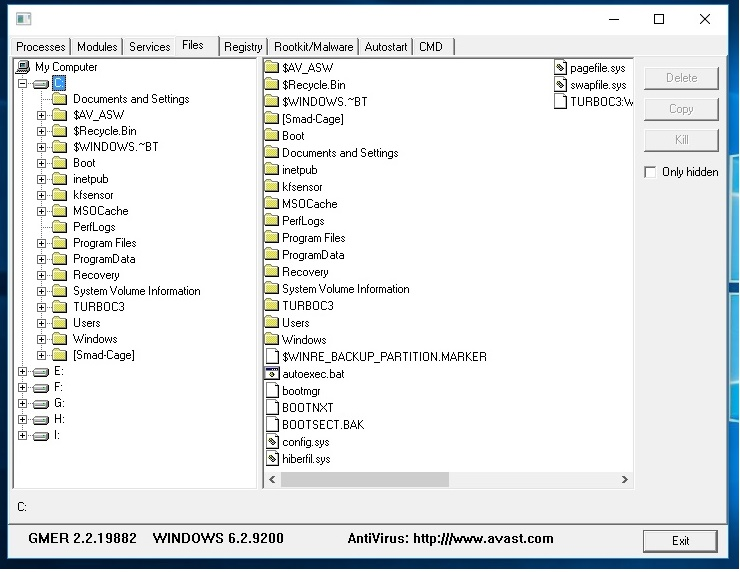 Processes Modules Services Files Registry Rootkit/Malware Autostart CMD
My Computer
C:
Documents and Settings
$AV_ASW
$Recycle.Bin
$WINDOWS.~BT
Boot
inetpub
kfsensor
MSOCache
PerfLogs
Program Files
ProgramData
Recovery
System Volume Information
TURBOC3
Users
Windows
[Smad-Cage]
E:
F:
G:
H:
I:
$AV_ASW
$Recycle.Bin
$WINDOWS.~BT
[Smad-Cage]
Boot
Documents and Settings
inetpub
kfsensor
MSOCache
PerfLogs
Program Files
ProgramData
Recovery
System Volume Information
TURBOC3
Users
Windows
$WINRE_BACKUP_PARTITION.MARKER
autoexec.bat
bootmgr
BOOTNXT
BOOTSECT.BAK
config.sys
hiberfil.sys
pagefile.sys
swapfile.sys
TURBOC3:
Delete
Copy
Kill
Only hidden
C:
GMER 2.2.19882 WINDOWS 6.2.9200 AntiVirus: http:///www.avast.com
Exit